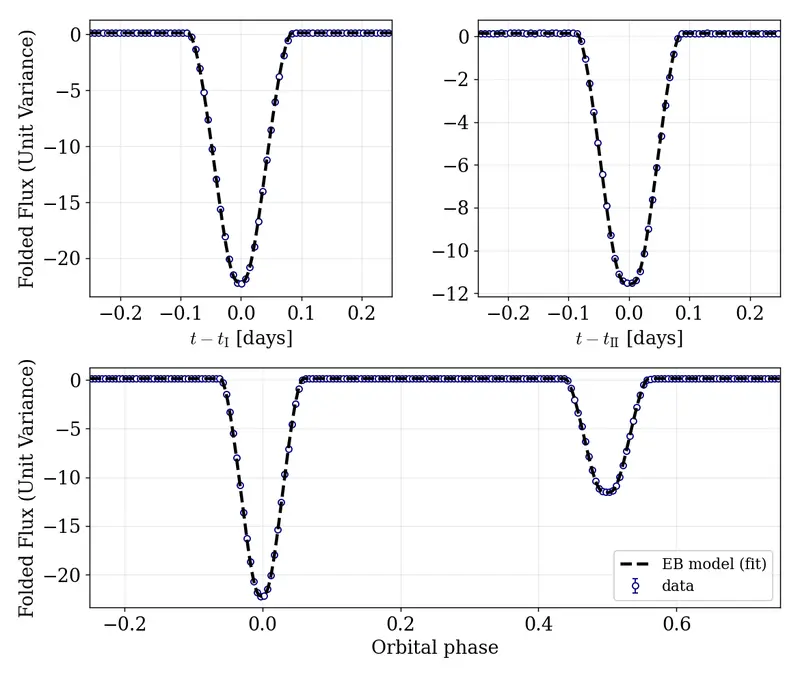 Folded Flux (Unit Variance)
0
−5
−10
−15
−20
−0.2 −0.1 0.0 0.1 0.2
t − t_I [days]
0
−2
−4
−6
−8
−10
−12
−0.2 −0.1 0.0 0.1 0.2
t − t_II [days]
Folded Flux (Unit Variance)
0
−5
−10
−15
−20
−0.2 0.0 0.2 0.4 0.6
Orbital phase
EB model (fit)
data